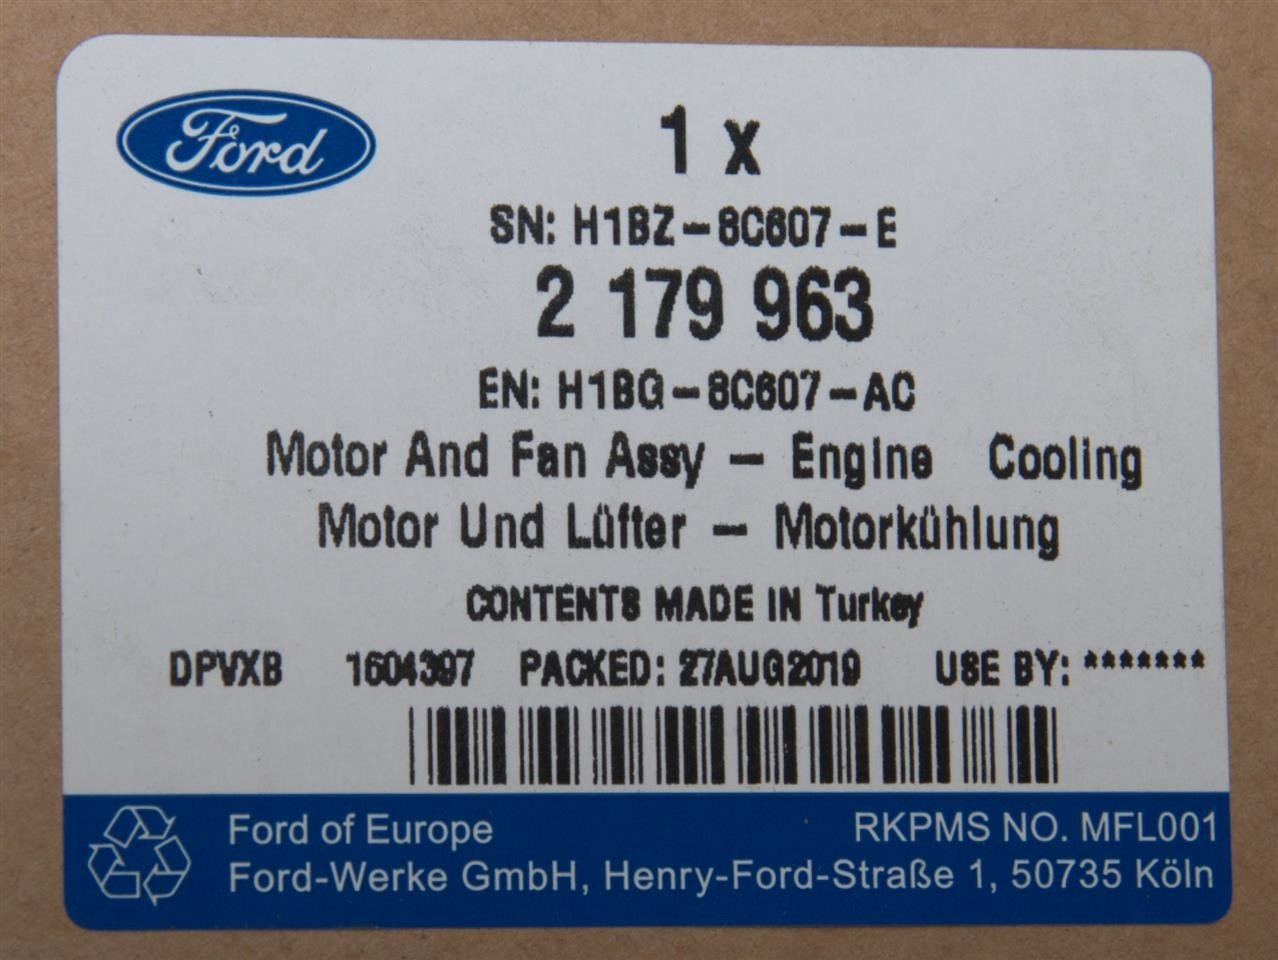 Ford
1 x
SN: H1BZ-8C607-E
2 179 963
EN: H1BG-8C607-AC
Motor And Fan Assy - Engine Cooling
Motor Und Lüfter - Motorkühlung
CONTENTS MADE IN Turkey
DPVXB 1604397 PACKED: 27AUG2019 USE BY: *******
Ford of Europe RKPMS NO. MFL001
Ford-Werke GmbH, Henry-Ford-Straße 1, 50735 Köln